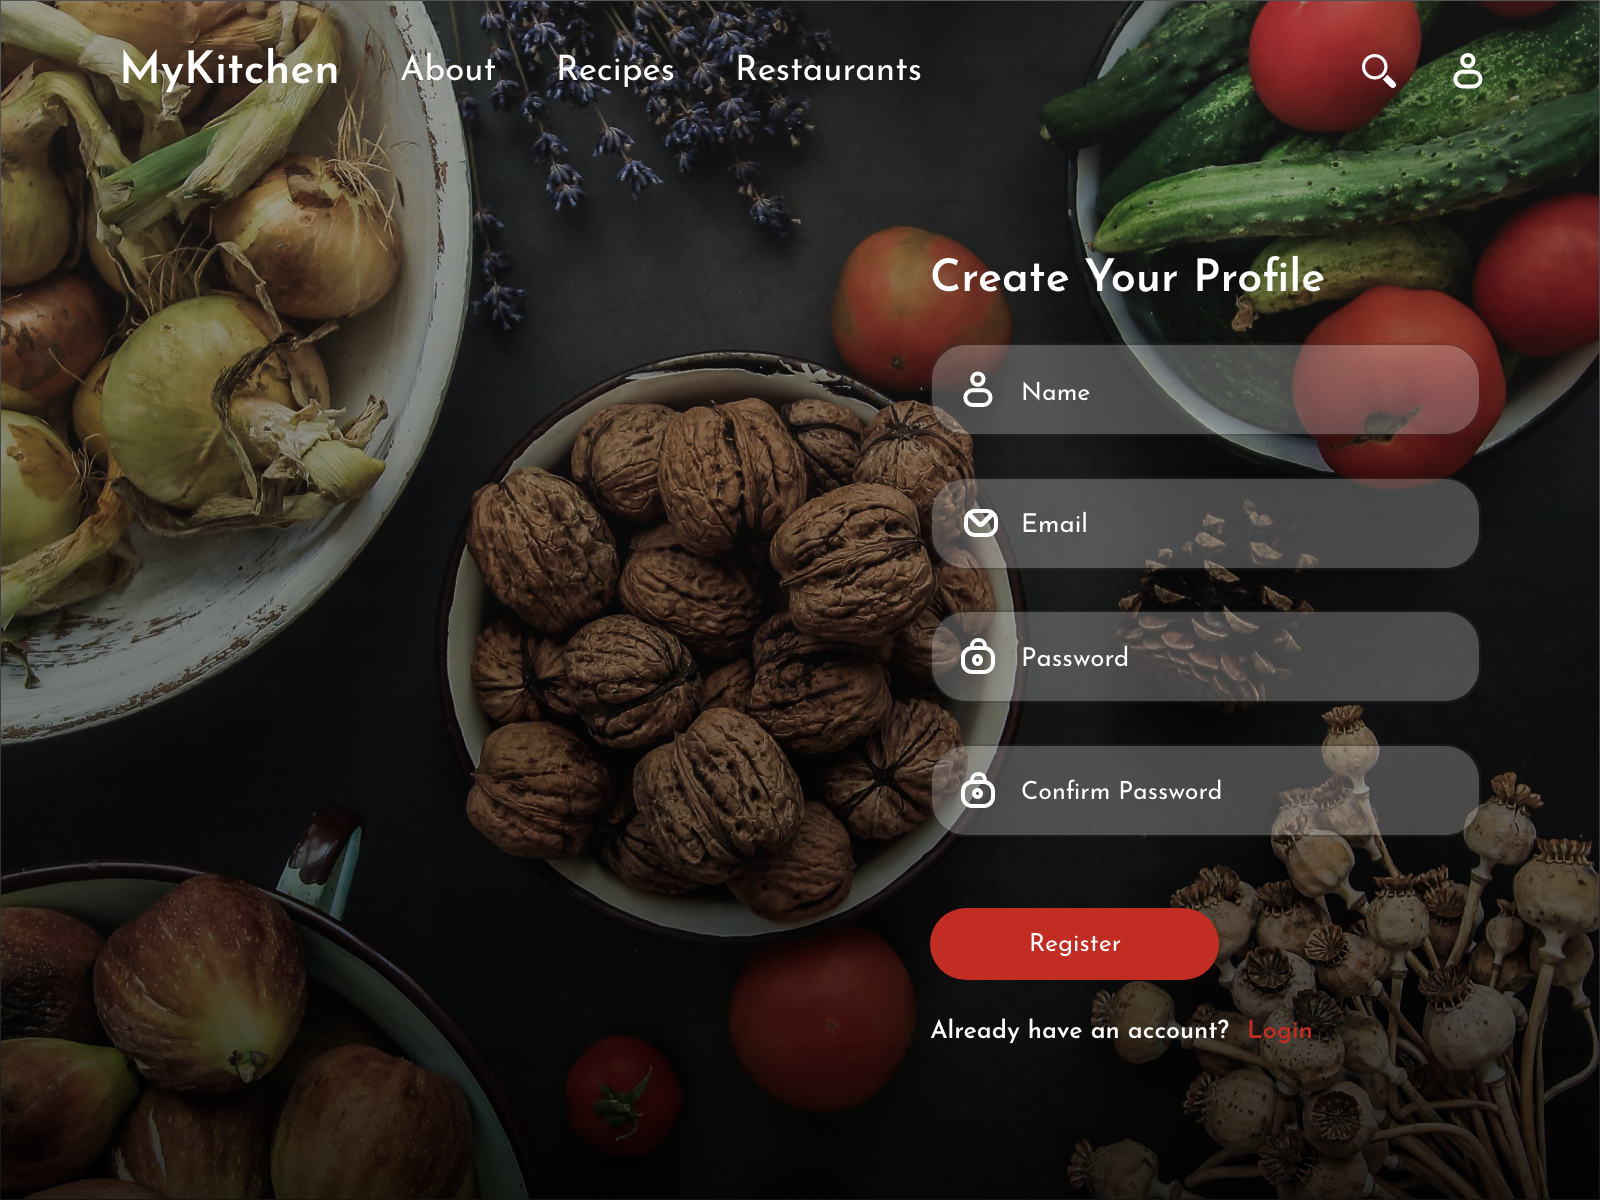 MyKitchen About Recipes Restaurants
Create Your Profile
Name
Email
Password
Confirm Password
Register
Already have an account? Login